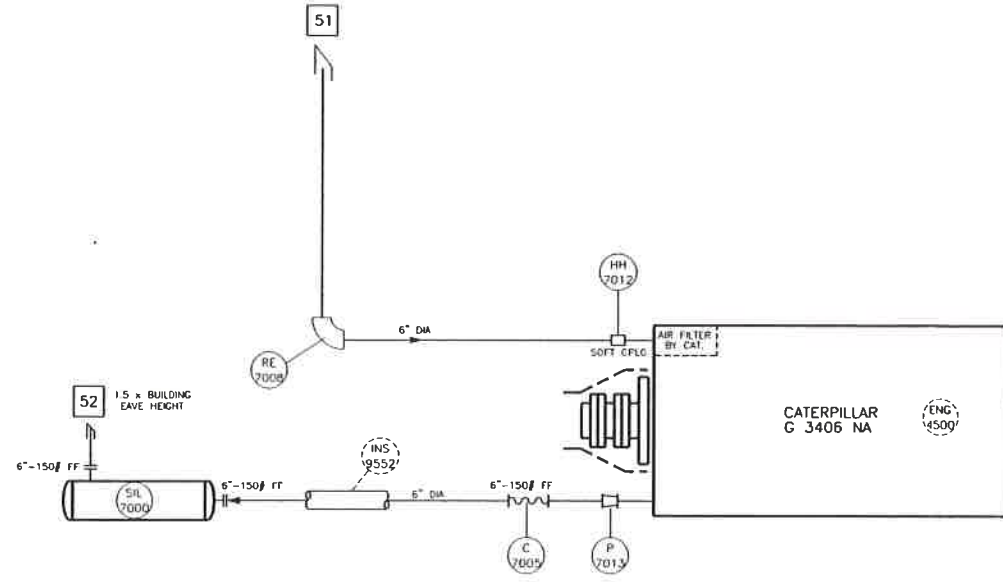 51
HH
7012
6" DIA
AIR FILTER
BY CAT.
SOFT CPLG
RE
7008
52
1.5 x BUILDING
EAVE HEIGHT
CATERPILLAR
G 3406 NA
ENG
4500
INS
9552
6"-150# FF
6"-150# FF
6" DIA
6"-150# FF
SIL
7000
C
7005
P
7013